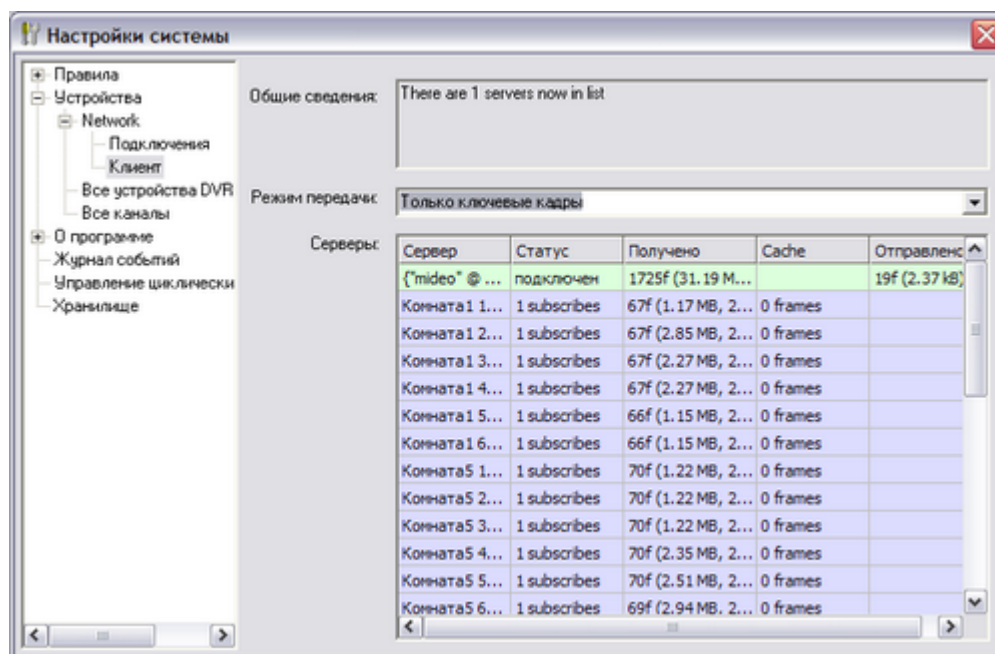 Настройки системы
Правила
Устройства
Network
Подключения
Клиент
Все устройства DVR
Все каналы
О программе
Журнал событий
Управление циклически
Хранилище
Общие сведения:
There are 1 servers now in list
Режим передачи:
Только ключевые кадры
Серверы:
Сервер Статус Получено Cache Отправленс
{"mideo" @ ... подключен 1725f (31.19 M... 19f (2.37 kB)
Комната1 1... 1 subscribes 67f (1.17 MB, 2... 0 frames
Комната1 2... 1 subscribes 67f (2.85 MB, 2... 0 frames
Комната1 3... 1 subscribes 67f (2.27 MB, 2... 0 frames
Комната1 4... 1 subscribes 67f (2.27 MB, 2... 0 frames
Комната1 5... 1 subscribes 66f (1.15 MB, 2... 0 frames
Комната1 6... 1 subscribes 66f (1.15 MB, 2... 0 frames
Комната5 1... 1 subscribes 70f (1.22 MB, 2... 0 frames
Комната5 2... 1 subscribes 70f (1.22 MB, 2... 0 frames
Комната5 3... 1 subscribes 70f (1.22 MB, 2... 0 frames
Комната5 4... 1 subscribes 70f (2.35 MB, 2... 0 frames
Комната5 5... 1 subscribes 70f (2.51 MB, 2... 0 frames
Комната5 6... 1 subscribes 69f (2.94 MB, 2... 0 frames